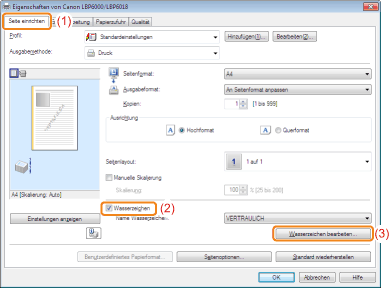 Eigenschaften von Canon LBP6000/LBP6018
Seite einrichten (1) Papierzufuhr Qualität
Profil: Standardeinstellungen Hinzufügen(1)... Bearbeiten(2)...
Ausgabemethode: Druck
Seitenformat: A4
Ausgabeformat: An Seitenformat anpassen
Kopien: 1 [1 bis 999]
Ausrichtung
A Hochformat A Querformat
Seitenlayout: 1 1 auf 1
Manuelle Skalierung
Skalierung: 100 % [25 bis 200]
A4 [Skalierung: Auto]
Wasserzeichen (2)
Einstellungen anzeigen
VERTRAULICH
Wasserzeichen bearbeiten... (3)
Benutzerdefiniertes Papierformat... Seitenoptionen... Standard wiederherstellen
OK Abbrechen Hilfe